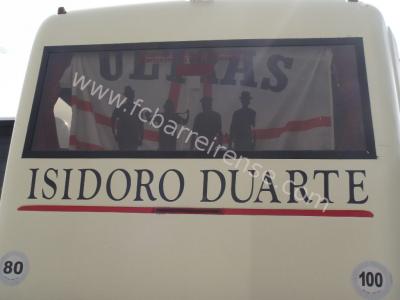 ULTRAS
www.fcbarreirense.com
ISIDORO DUARTE
80
100